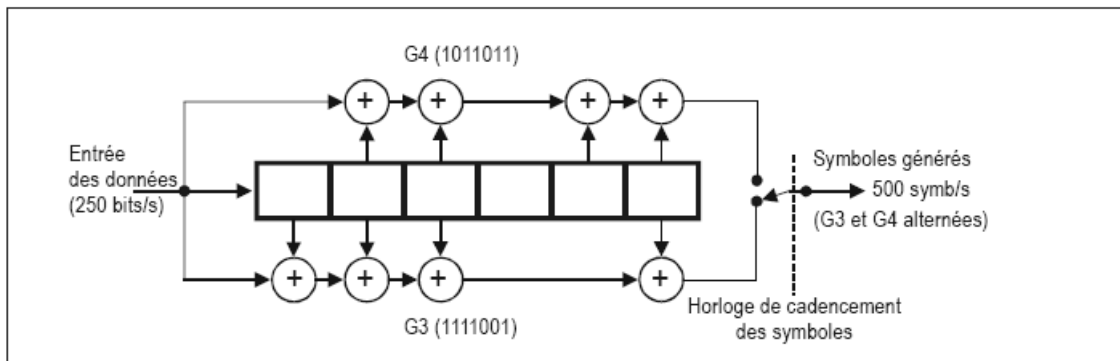 G4 (1011011)
Entrée
des données
(250 bits/s)
Symboles générés
500 symb/s
(G3 et G4 alternées)
G3 (1111001)
Horloge de cadencement
des symboles
+
+
+
+
+
+
+
+